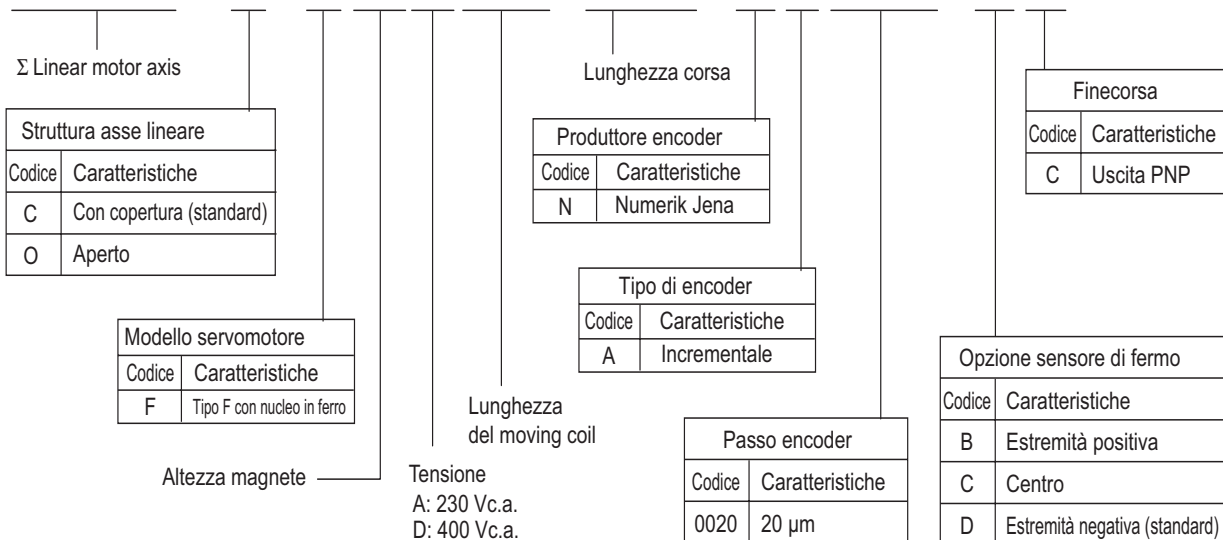 Σ Linear motor axis
Lunghezza corsa
Struttura asse lineare
Codice Caratteristiche
C Con copertura (standard)
O Aperto
Produttore encoder
Codice Caratteristiche
N Numerik Jena
Finecorsa
Codice Caratteristiche
C Uscita PNP
Modello servomotore
Codice Caratteristiche
F Tipo F con nucleo in ferro
Tipo di encoder
Codice Caratteristiche
A Incrementale
Altezza magnete
Tensione
A: 230 Vc.a.
D: 400 Vc.a.
Lunghezza
del moving coil
Passo encoder
Codice Caratteristiche
0020 20 µm
Opzione sensore di fermo
Codice Caratteristiche
B Estremità positiva
C Centro
D Estremità negativa (standard)